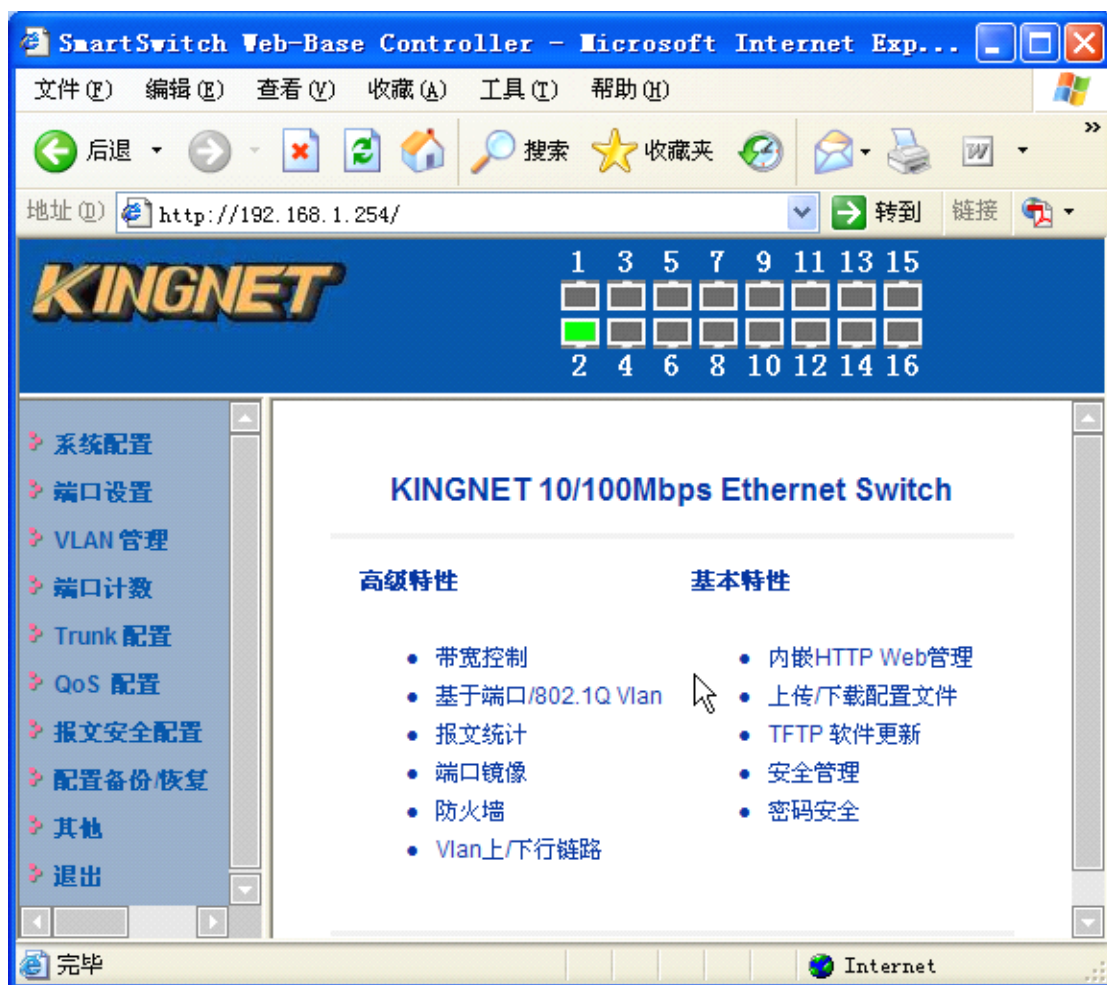 SmartSwitch Web-Base Controller - Microsoft Internet Exp...
文件(F) 编辑(E) 查看(V) 收藏(A) 工具(T) 帮助(H)
后退 搜索 收藏夹 »
地址(D) http://192.168.1.254/ 转到 链接
KINGNET
1 3 5 7 9 11 13 15
2 4 6 8 10 12 14 16
系统配置
端口设置
VLAN 管理
端口计数
Trunk 配置
QoS 配置
报文安全配置
配置备份/恢复
其他
退出
KINGNET 10/100Mbps Ethernet Switch
高级特性
带宽控制
基于端口/802.1Q Vlan
报文统计
端口镜像
防火墙
Vlan上/下行链路
基本特性
内嵌HTTP Web管理
上传/下载配置文件
TFTP 软件更新
安全管理
密码安全
完毕 Internet